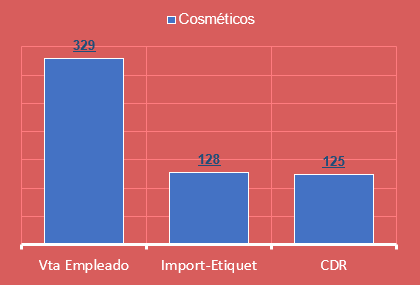 Cosméticos
329
128
125
Vta Empleado
Import-Etiquet
CDR